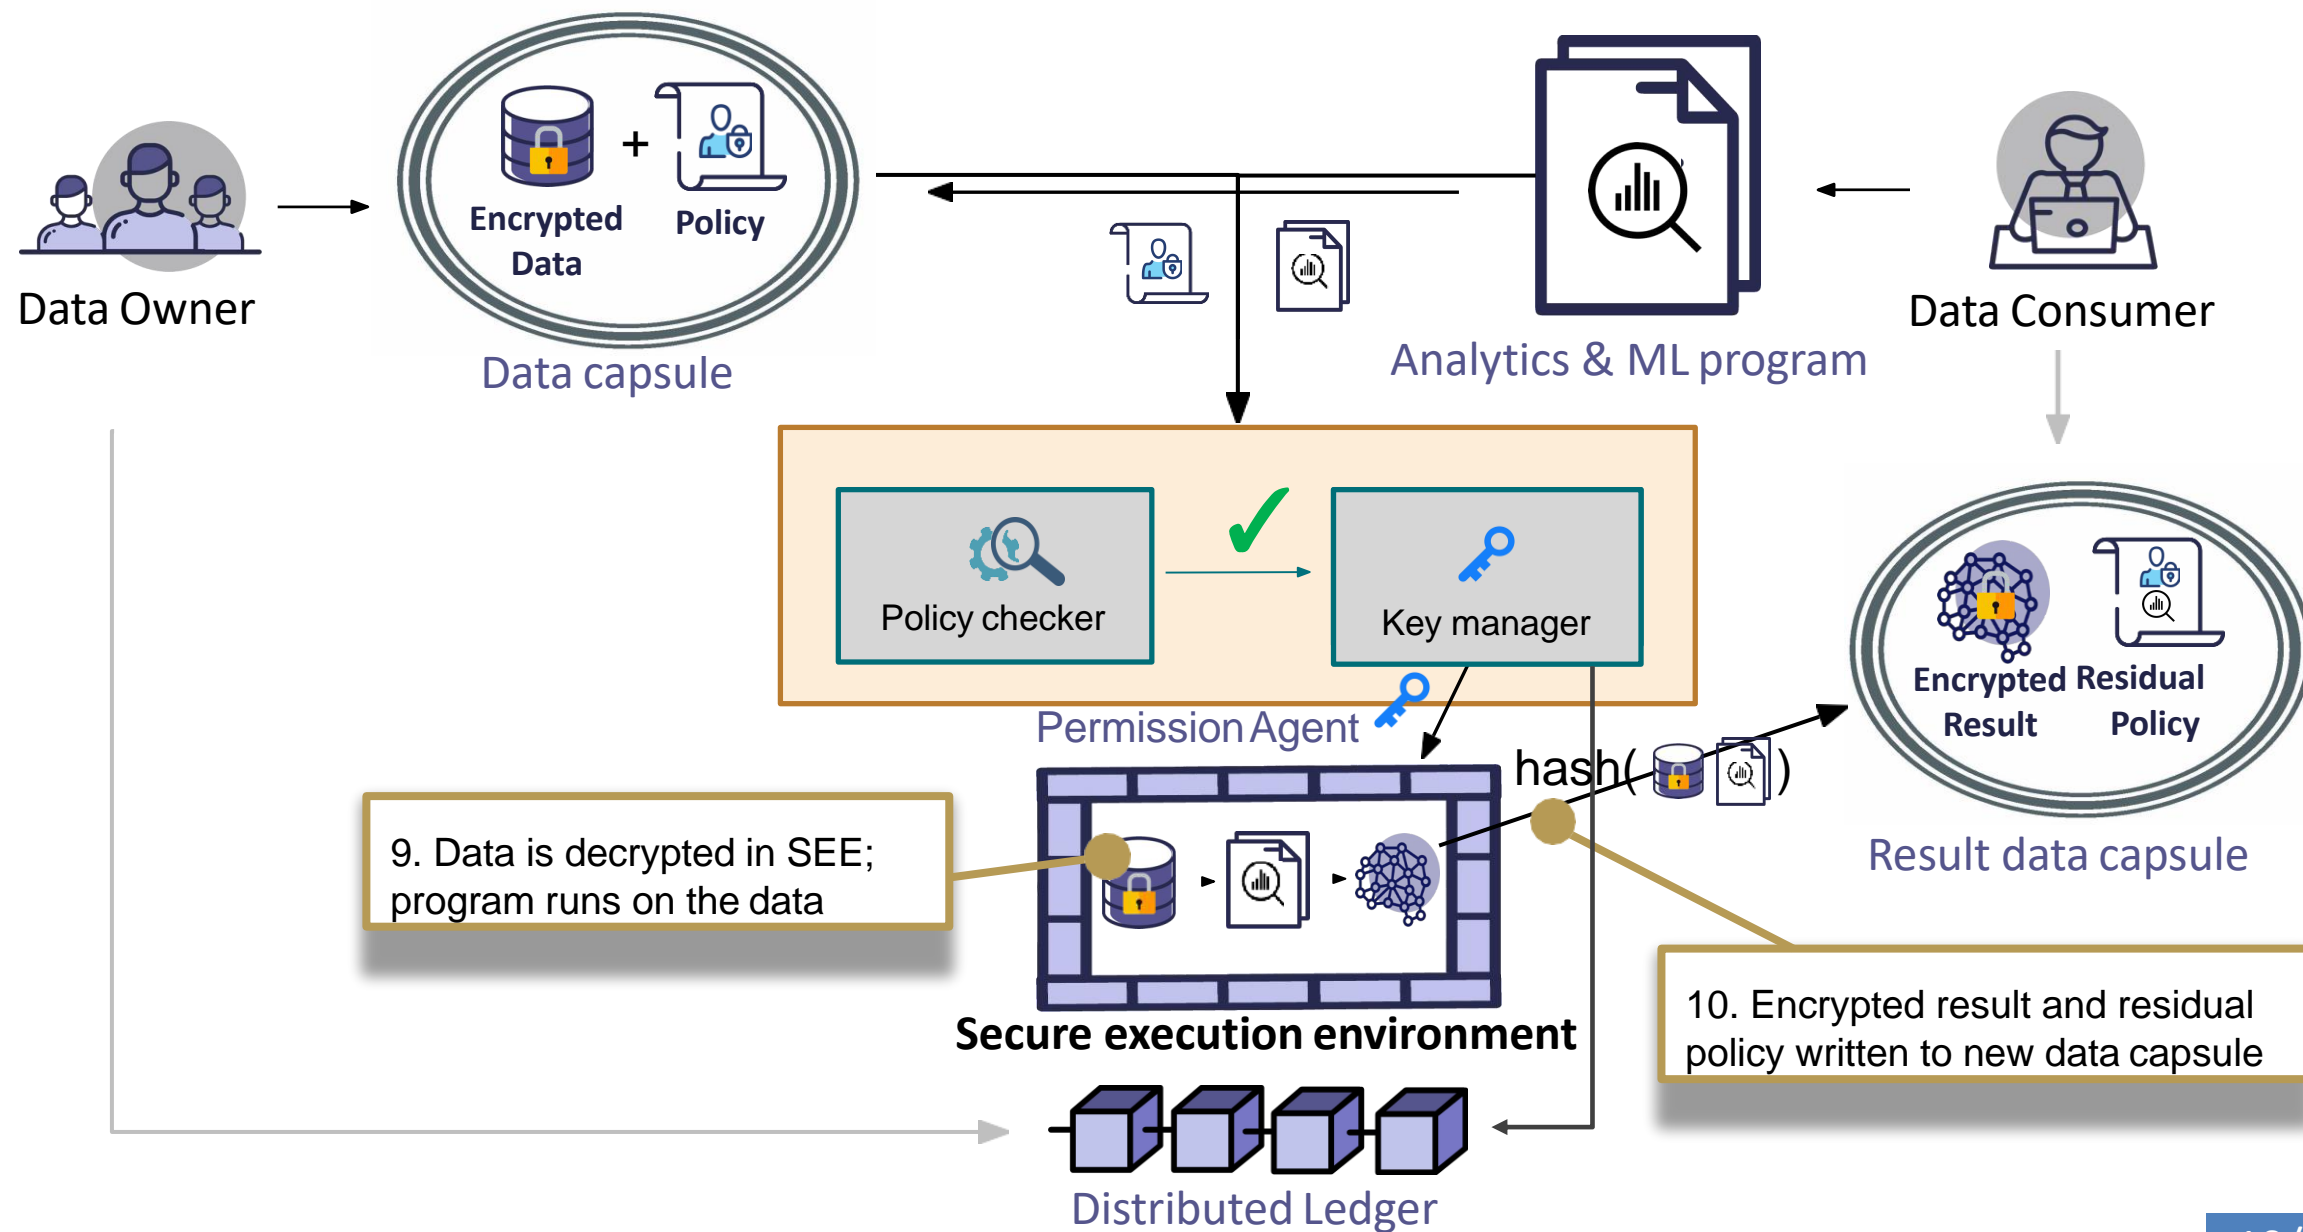 Encrypted
Data
+
Policy
Data Owner
Data capsule
Analytics & ML program
Data Consumer
Policy checker
Key manager
Permission Agent
hash(
)
Encrypted
Result
Residual
Policy
Result data capsule
9. Data is decrypted in SEE;
program runs on the data
Secure execution environment
10. Encrypted result and residual
policy written to new data capsule
Distributed Ledger